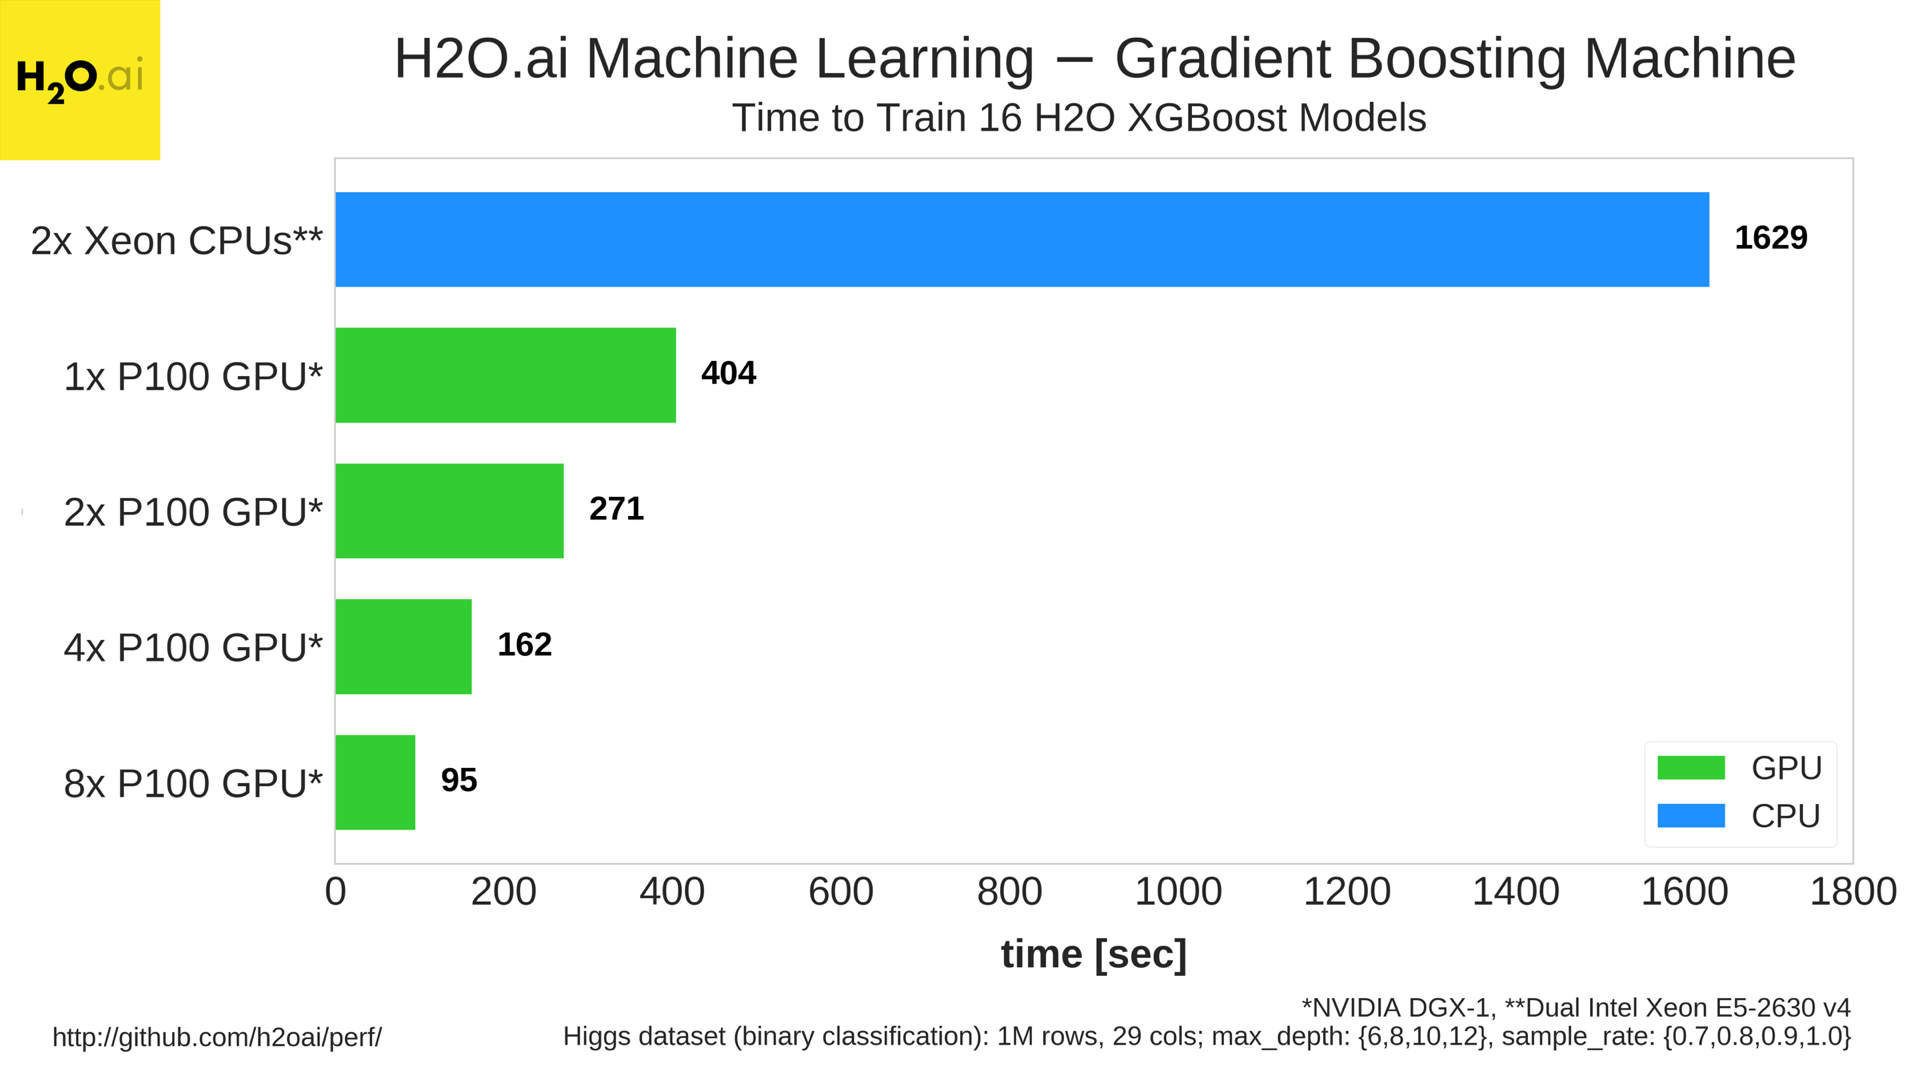 H2O.ai
H2O.ai Machine Learning − Gradient Boosting Machine
Time to Train 16 H2O XGBoost Models
2x Xeon CPUs**
1629
1x P100 GPU*
404
2x P100 GPU*
271
4x P100 GPU*
162
8x P100 GPU*
95
GPU
CPU
0 200 400 600 800 1000 1200 1400 1600 1800
time [sec]
*NVIDIA DGX-1, **Dual Intel Xeon E5-2630 v4
http://github.com/h2oai/perf/
Higgs dataset (binary classification): 1M rows, 29 cols; max_depth: {6,8,10,12}, sample_rate: {0.7,0.8,0.9,1.0}